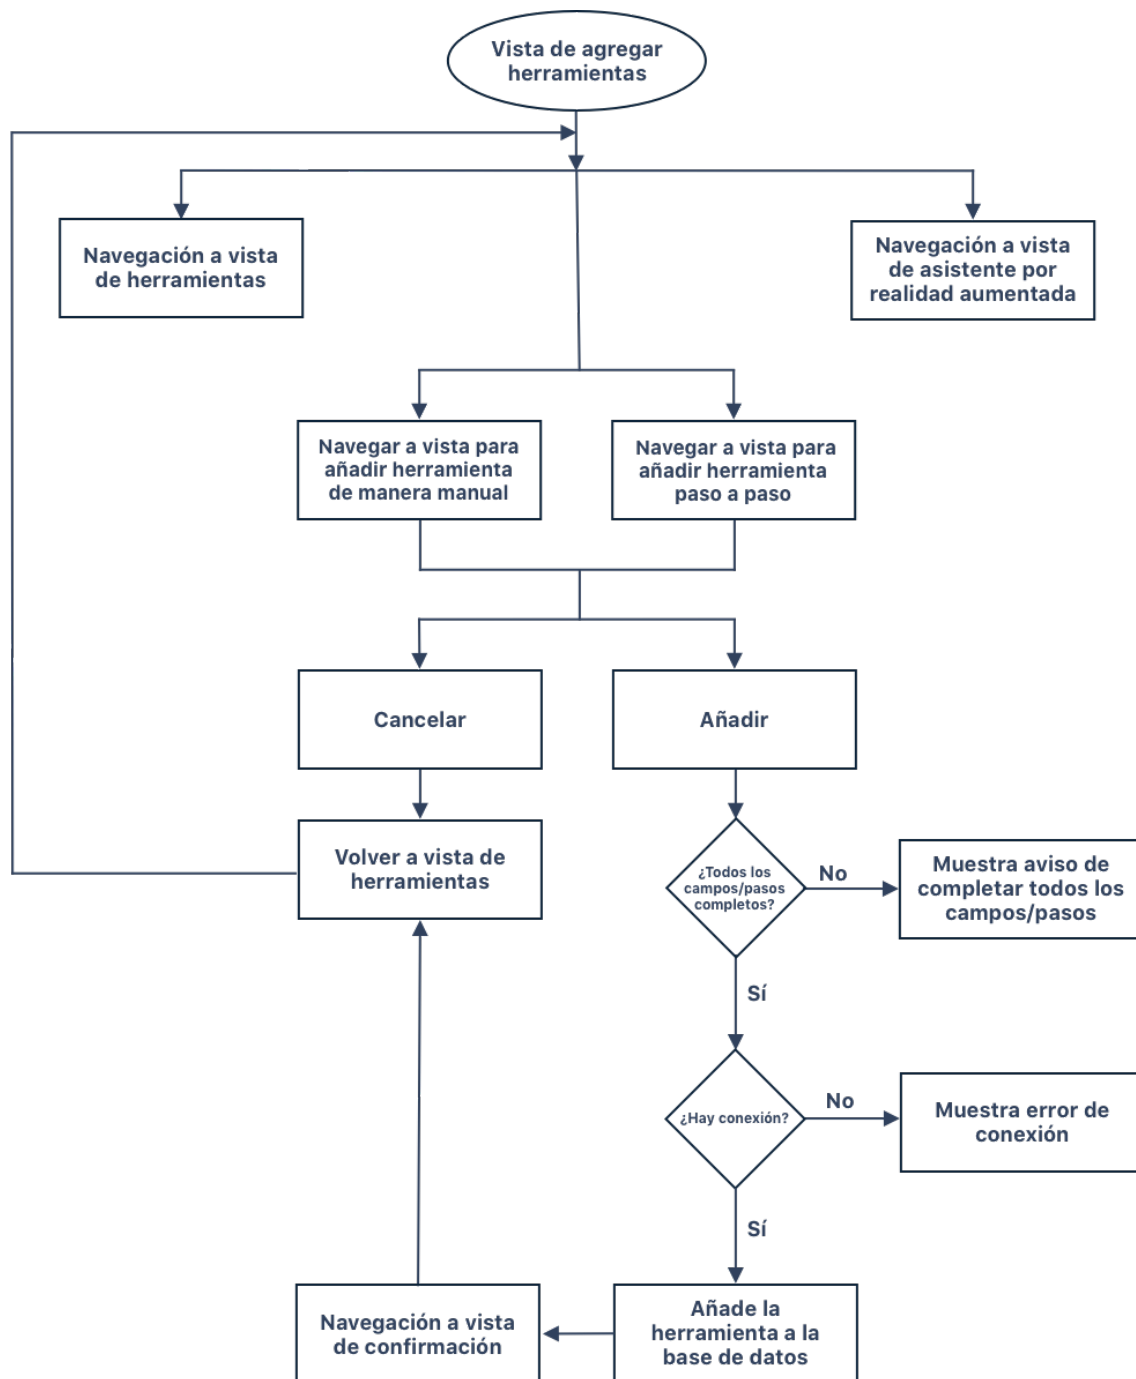 Vista de agregar
herramientas
Navegación a vista
de herramientas
Navegación a vista
de asistente por
realidad aumentada
Navegar a vista para
añadir herramienta
de manera manual
Navegar a vista para
añadir herramienta
paso a paso
Cancelar
Añadir
Volver a vista de
herramientas
¿Todos los
campos/pasos
completos?
No
Muestra aviso de
completar todos los
campos/pasos
Sí
¿Hay conexión?
No
Muestra error de
conexión
Sí
Navegación a vista
de confirmación
Añade la
herramienta a la
base de datos